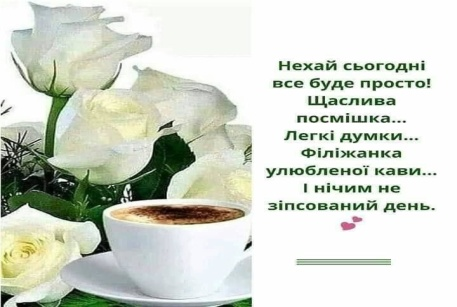 Нехай сьогодні
все буде просто!
Щаслива
посмішка...
Легкі думки...
Філіжанка
улюбленої кави...
І нічим не
зіпсований день.
💕